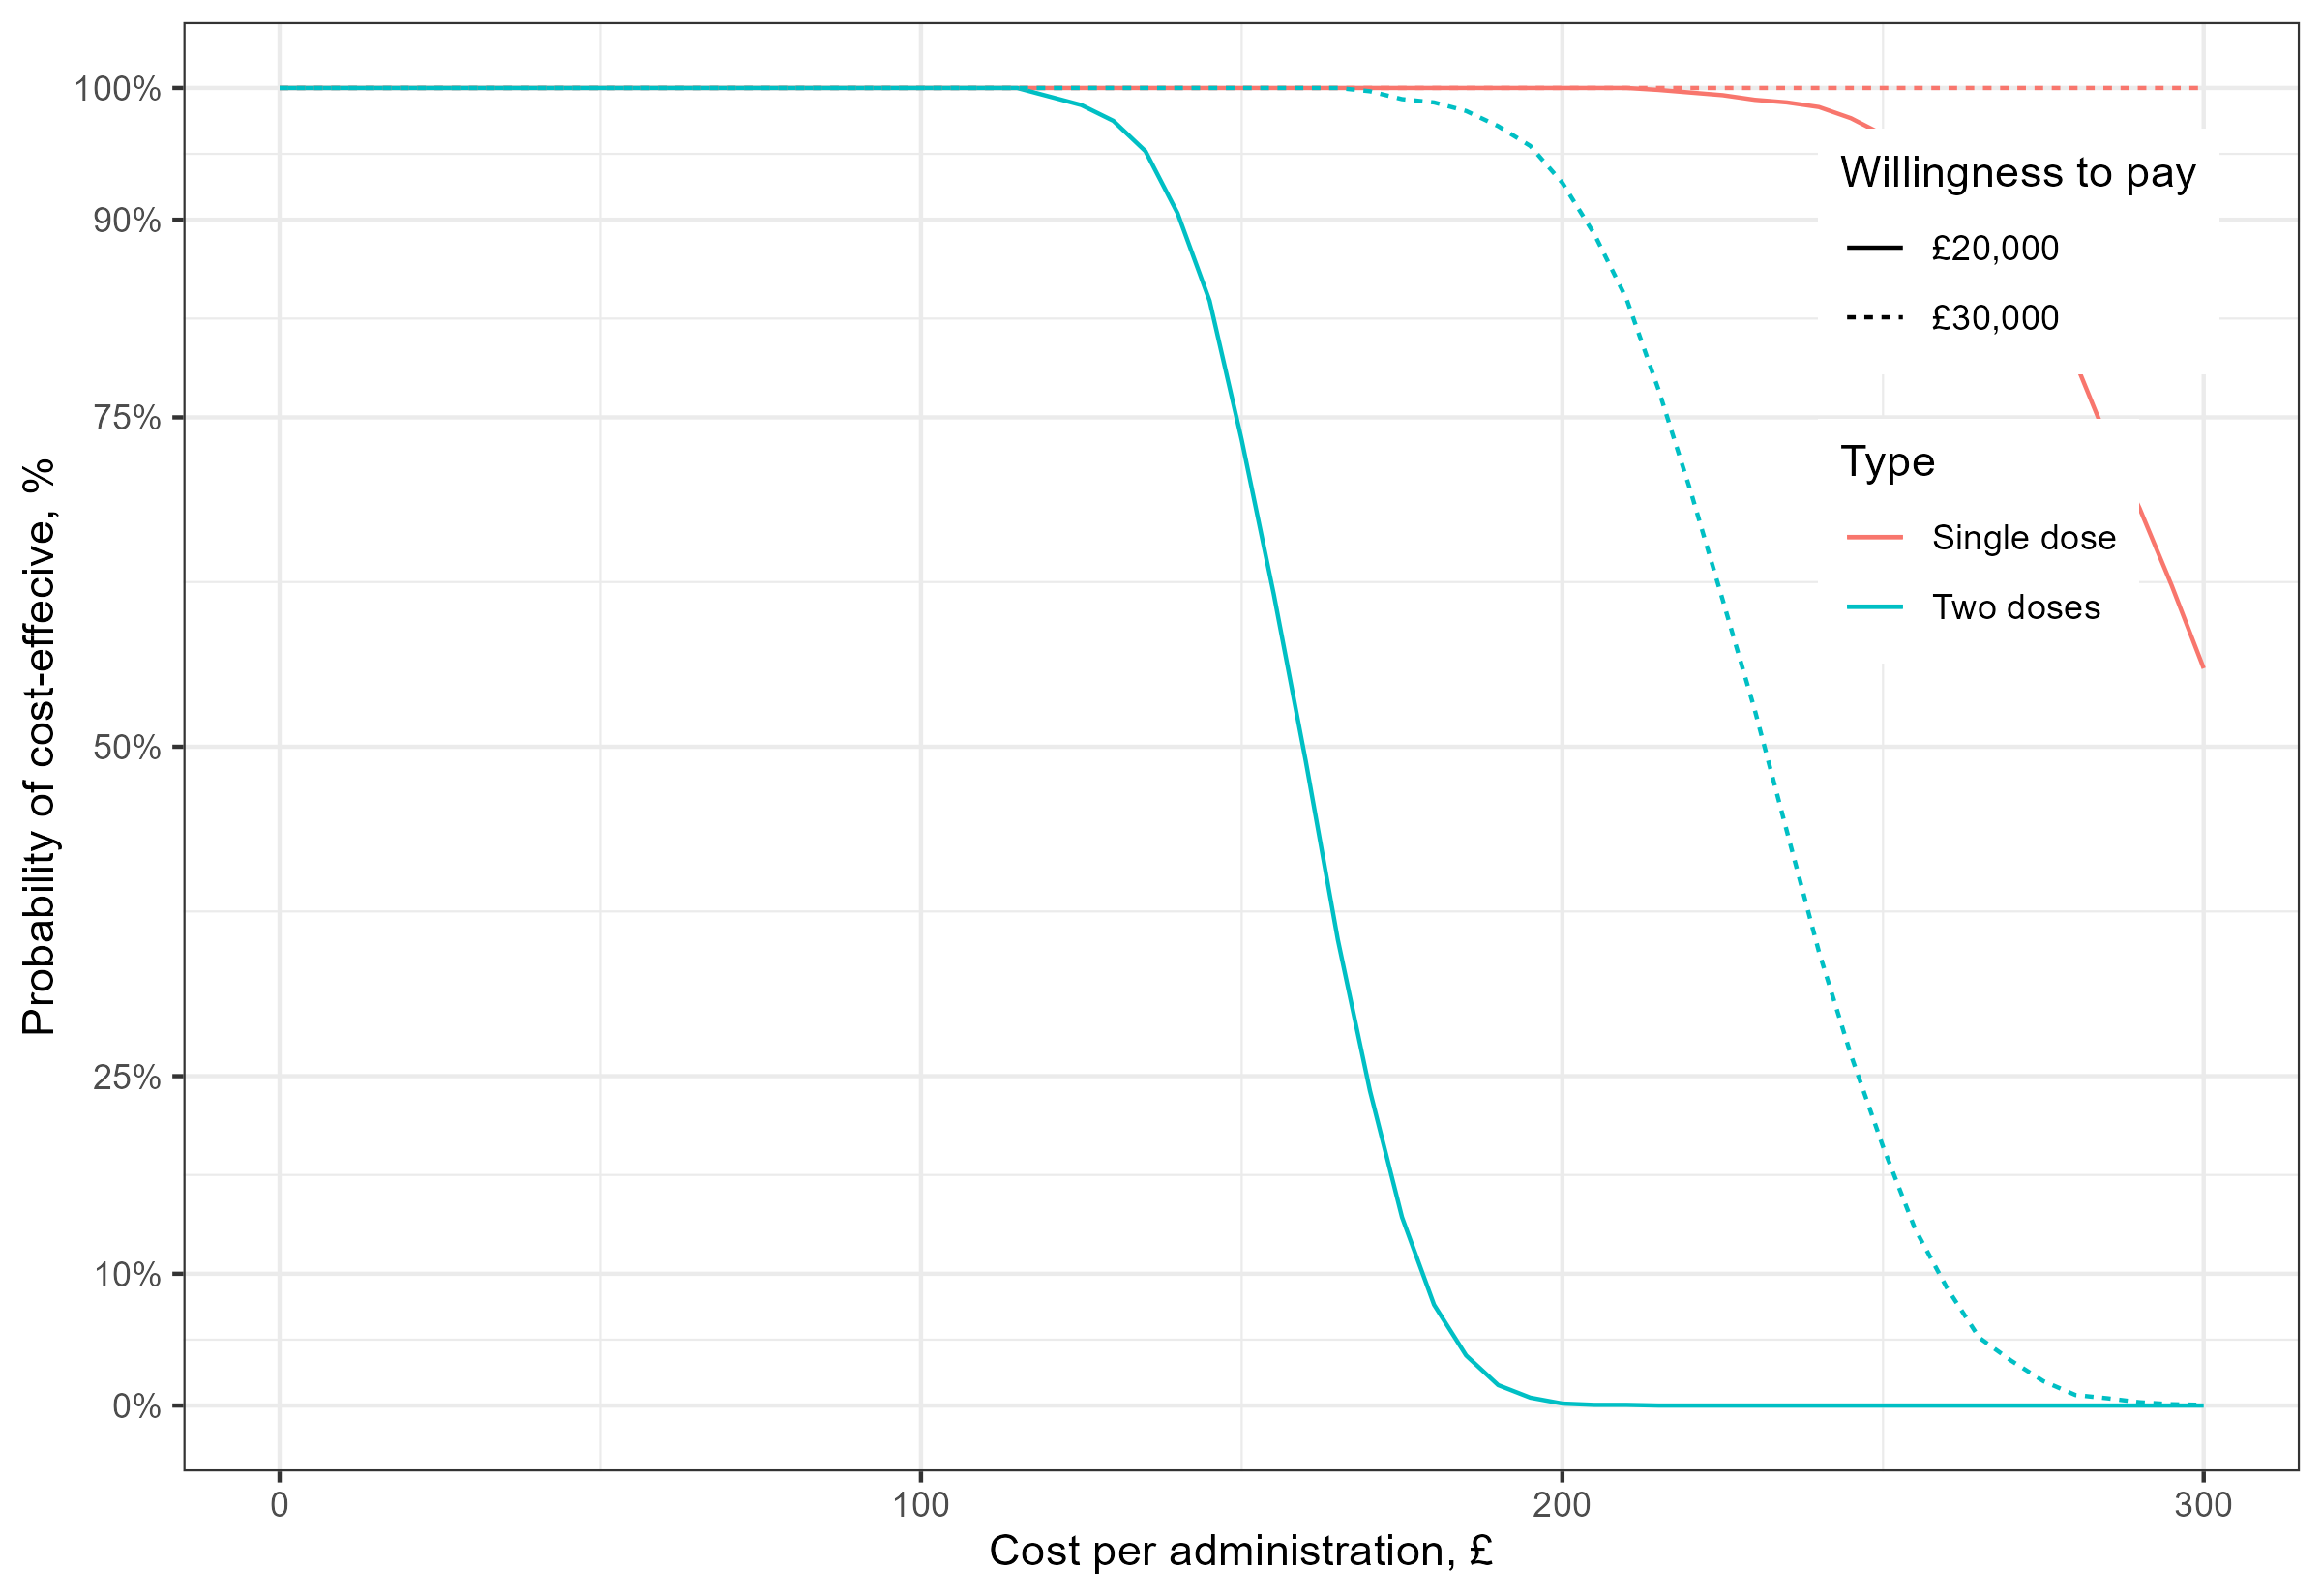 Probability of cost-effecive, %
100%
90%
75%
50%
25%
10%
0%
Willingness to pay
£20,000
£30,000
Type
Single dose
Two doses
0
100
200
300
Cost per administration, £